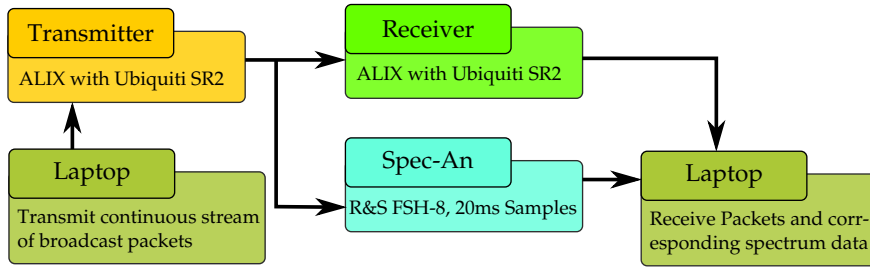 Transmitter
ALIX with Ubiquiti SR2
Receiver
ALIX with Ubiquiti SR2
Laptop
Transmit continuous stream
of broadcast packets
Spec-An
R&S FSH-8, 20ms Samples
Laptop
Receive Packets and corr-
esponding spectrum data